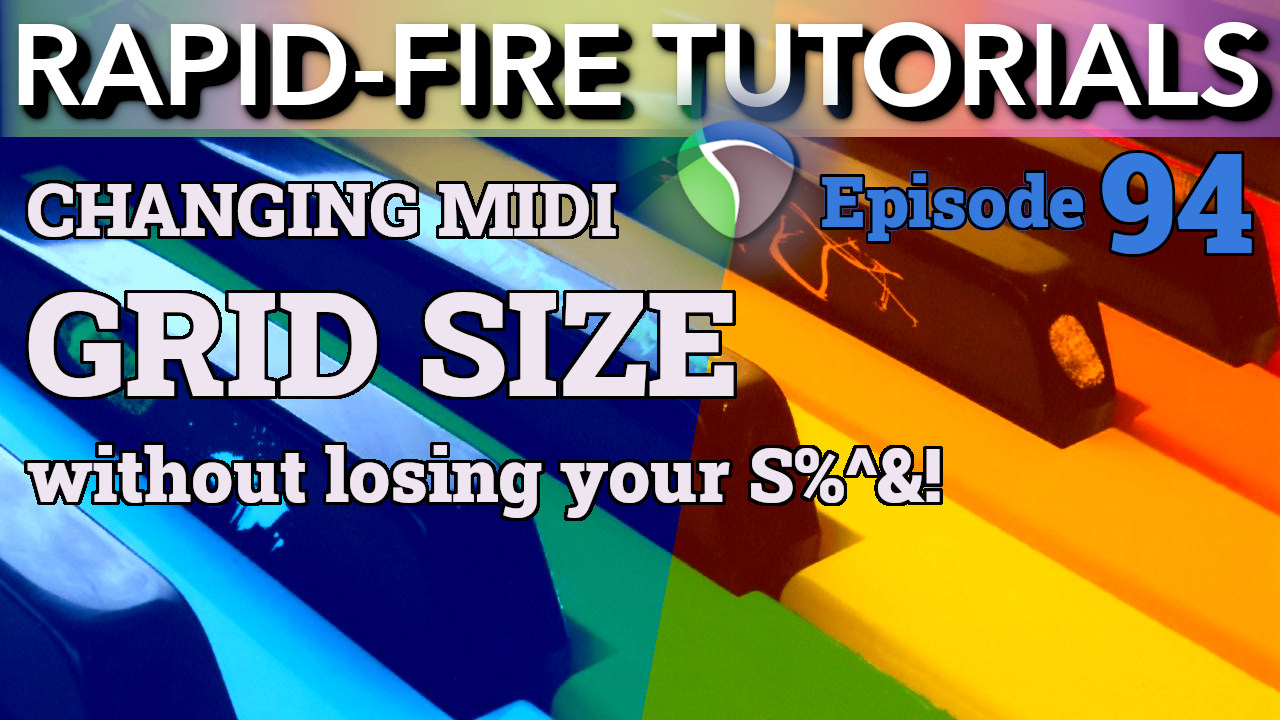 RAPID-FIRE TUTORIALS
Episode 94
CHANGING MIDI
GRID SIZE
without losing your S%^&!